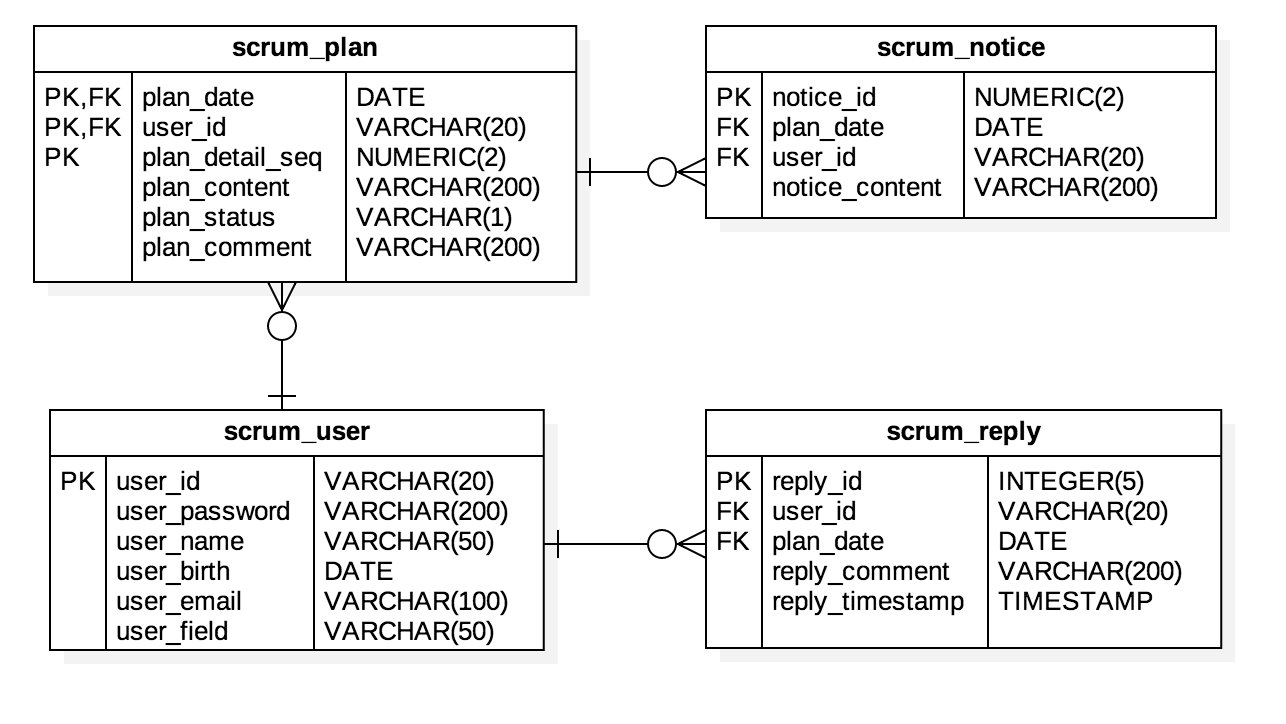 scrum_plan
PK,FK plan_date DATE
PK,FK user_id VARCHAR(20)
PK plan_detail_seq NUMERIC(2)
plan_content VARCHAR(200)
plan_status VARCHAR(1)
plan_comment VARCHAR(200)
scrum_notice
PK notice_id NUMERIC(2)
FK plan_date DATE
FK user_id VARCHAR(20)
notice_content VARCHAR(200)
scrum_user
PK user_id VARCHAR(20)
user_password VARCHAR(200)
user_name VARCHAR(50)
user_birth DATE
user_email VARCHAR(100)
user_field VARCHAR(50)
scrum_reply
PK reply_id INTEGER(5)
FK user_id VARCHAR(20)
FK plan_date DATE
reply_comment VARCHAR(200)
reply_timestamp TIMESTAMP